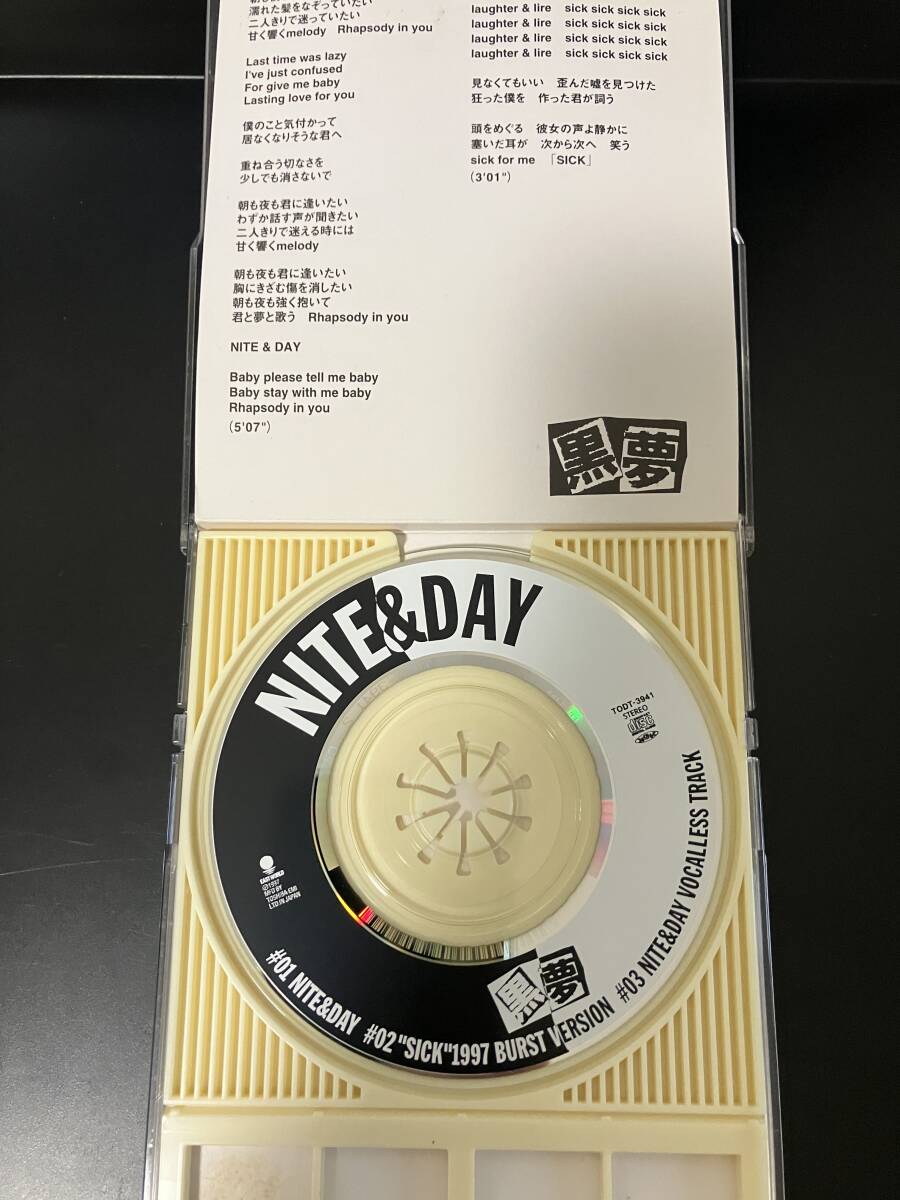 濡れた髪をなぞっていたい
二人きりで迷っていたい
甘く響くmelody Rhapsody in you
Last time was lazy
I've just confused
For give me baby
Lasting love for you
僕のこと気付かって
居なくなりそうな君へ
重ね合う切なさを
少しでも消さないで
朝も夜も君に逢いたい
わずか話す声が聞きたい
二人きりで迷える時には
甘く響くmelody
朝も夜も君に逢いたい
胸にきざむ傷を消したい
朝も夜も強く抱いて
君と夢と歌う Rhapsody in you
NITE & DAY
Baby please tell me baby
Baby stay with me baby
Rhapsody in you
(5'07")
laughter & lire sick sick sick sick
laughter & lire sick sick sick sick
laughter & lire sick sick sick sick
laughter & lire sick sick sick sick
見なくてもいい 歪んだ嘘を見つけた
狂った僕を 作った君が詞う
頭をめぐる 彼女の声よ静かに
塞いだ耳が 次から次へ 笑う
sick for me 「SICK」
(3'01")
黒夢
NITE&DAY
TODT-3941
STEREO
EASTWORLD
Ⓟ1997
MFD BY
TOSHIBA EMI
LTD IN JAPAN
黒夢
#01 NITE&DAY #02 "SICK"1997 BURST VERSION #03 NITE&DAY VOCALLESS TRACK